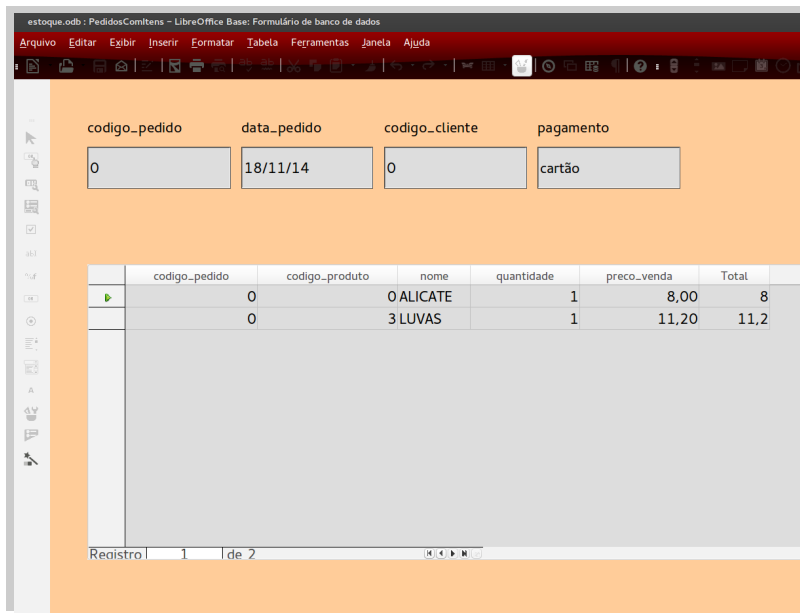 estoque.odb : PedidosComItens – LibreOffice Base: Formulário de banco de dados
Arquivo Editar Exibir Inserir Formatar Tabela Ferramentas Janela Ajuda
codigo_pedido data_pedido codigo_cliente pagamento
0 18/11/14 0 cartão
codigo_pedido codigo_produto nome quantidade preco_venda Total
0 0 ALICATE 1 8,00 8
0 3 LUVAS 1 11,20 11,2
Registro 1 de 2